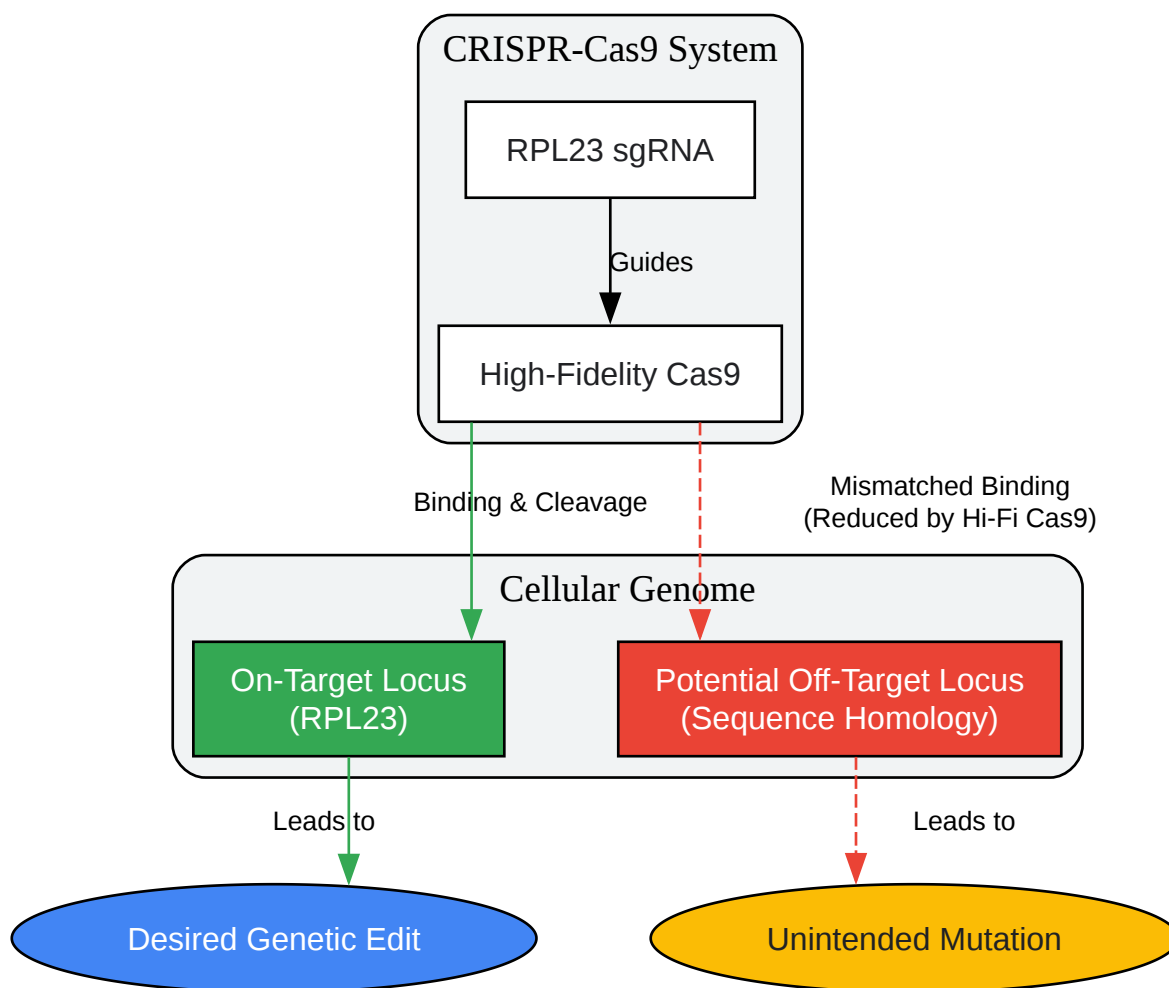 CRISPR-Cas9 System
RPL23 sgRNA
Guides
High-Fidelity Cas9
Binding & Cleavage
Mismatched Binding
(Reduced by Hi-Fi Cas9)
Cellular Genome
On-Target Locus
(RPL23)
Potential Off-Target Locus
(Sequence Homology)
Leads to
Leads to
Desired Genetic Edit
Unintended Mutation